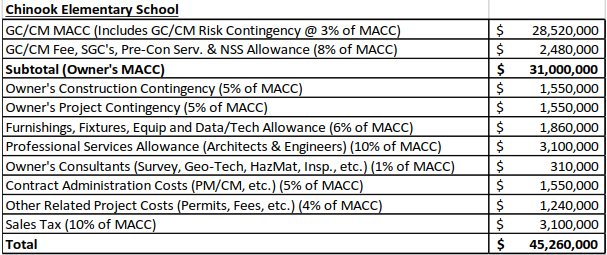 Chinook Elementary School
GC/CM MACC (Includes GC/CM Risk Contingency @ 3% of MACC) $ 28,520,000
GC/CM Fee, SGC's, Pre-Con Serv. & NSS Allowance (8% of MACC) $ 2,480,000
Subtotal (Owner's MACC) $ 31,000,000
Owner's Construction Contingency (5% of MACC) $ 1,550,000
Owner's Project Contingency (5% of MACC) $ 1,550,000
Furnishings, Fixtures, Equip and Data/Tech Allowance (6% of MACC) $ 1,860,000
Professional Services Allowance (Architects & Engineers) (10% of MACC) $ 3,100,000
Owner's Consultants (Survey, Geo-Tech, HazMat, Insp., etc.) (1% of MACC) $ 310,000
Contract Administration Costs (PM/CM, etc.) (5% of MACC) $ 1,550,000
Other Related Project Costs (Permits, Fees, etc.) (4% of MACC) $ 1,240,000
Sales Tax (10% of MACC) $ 3,100,000
Total $ 45,260,000